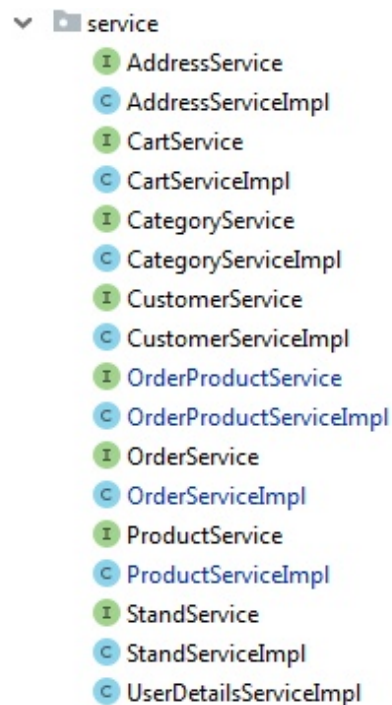 service
I AddressService
C AddressServiceImpl
I CartService
C CartServiceImpl
I CategoryService
C CategoryServiceImpl
I CustomerService
C CustomerServiceImpl
I OrderProductService
C OrderProductServiceImpl
I OrderService
C OrderServiceImpl
I ProductService
C ProductServiceImpl
I StandService
C StandServiceImpl
C UserDetailsServiceImpl